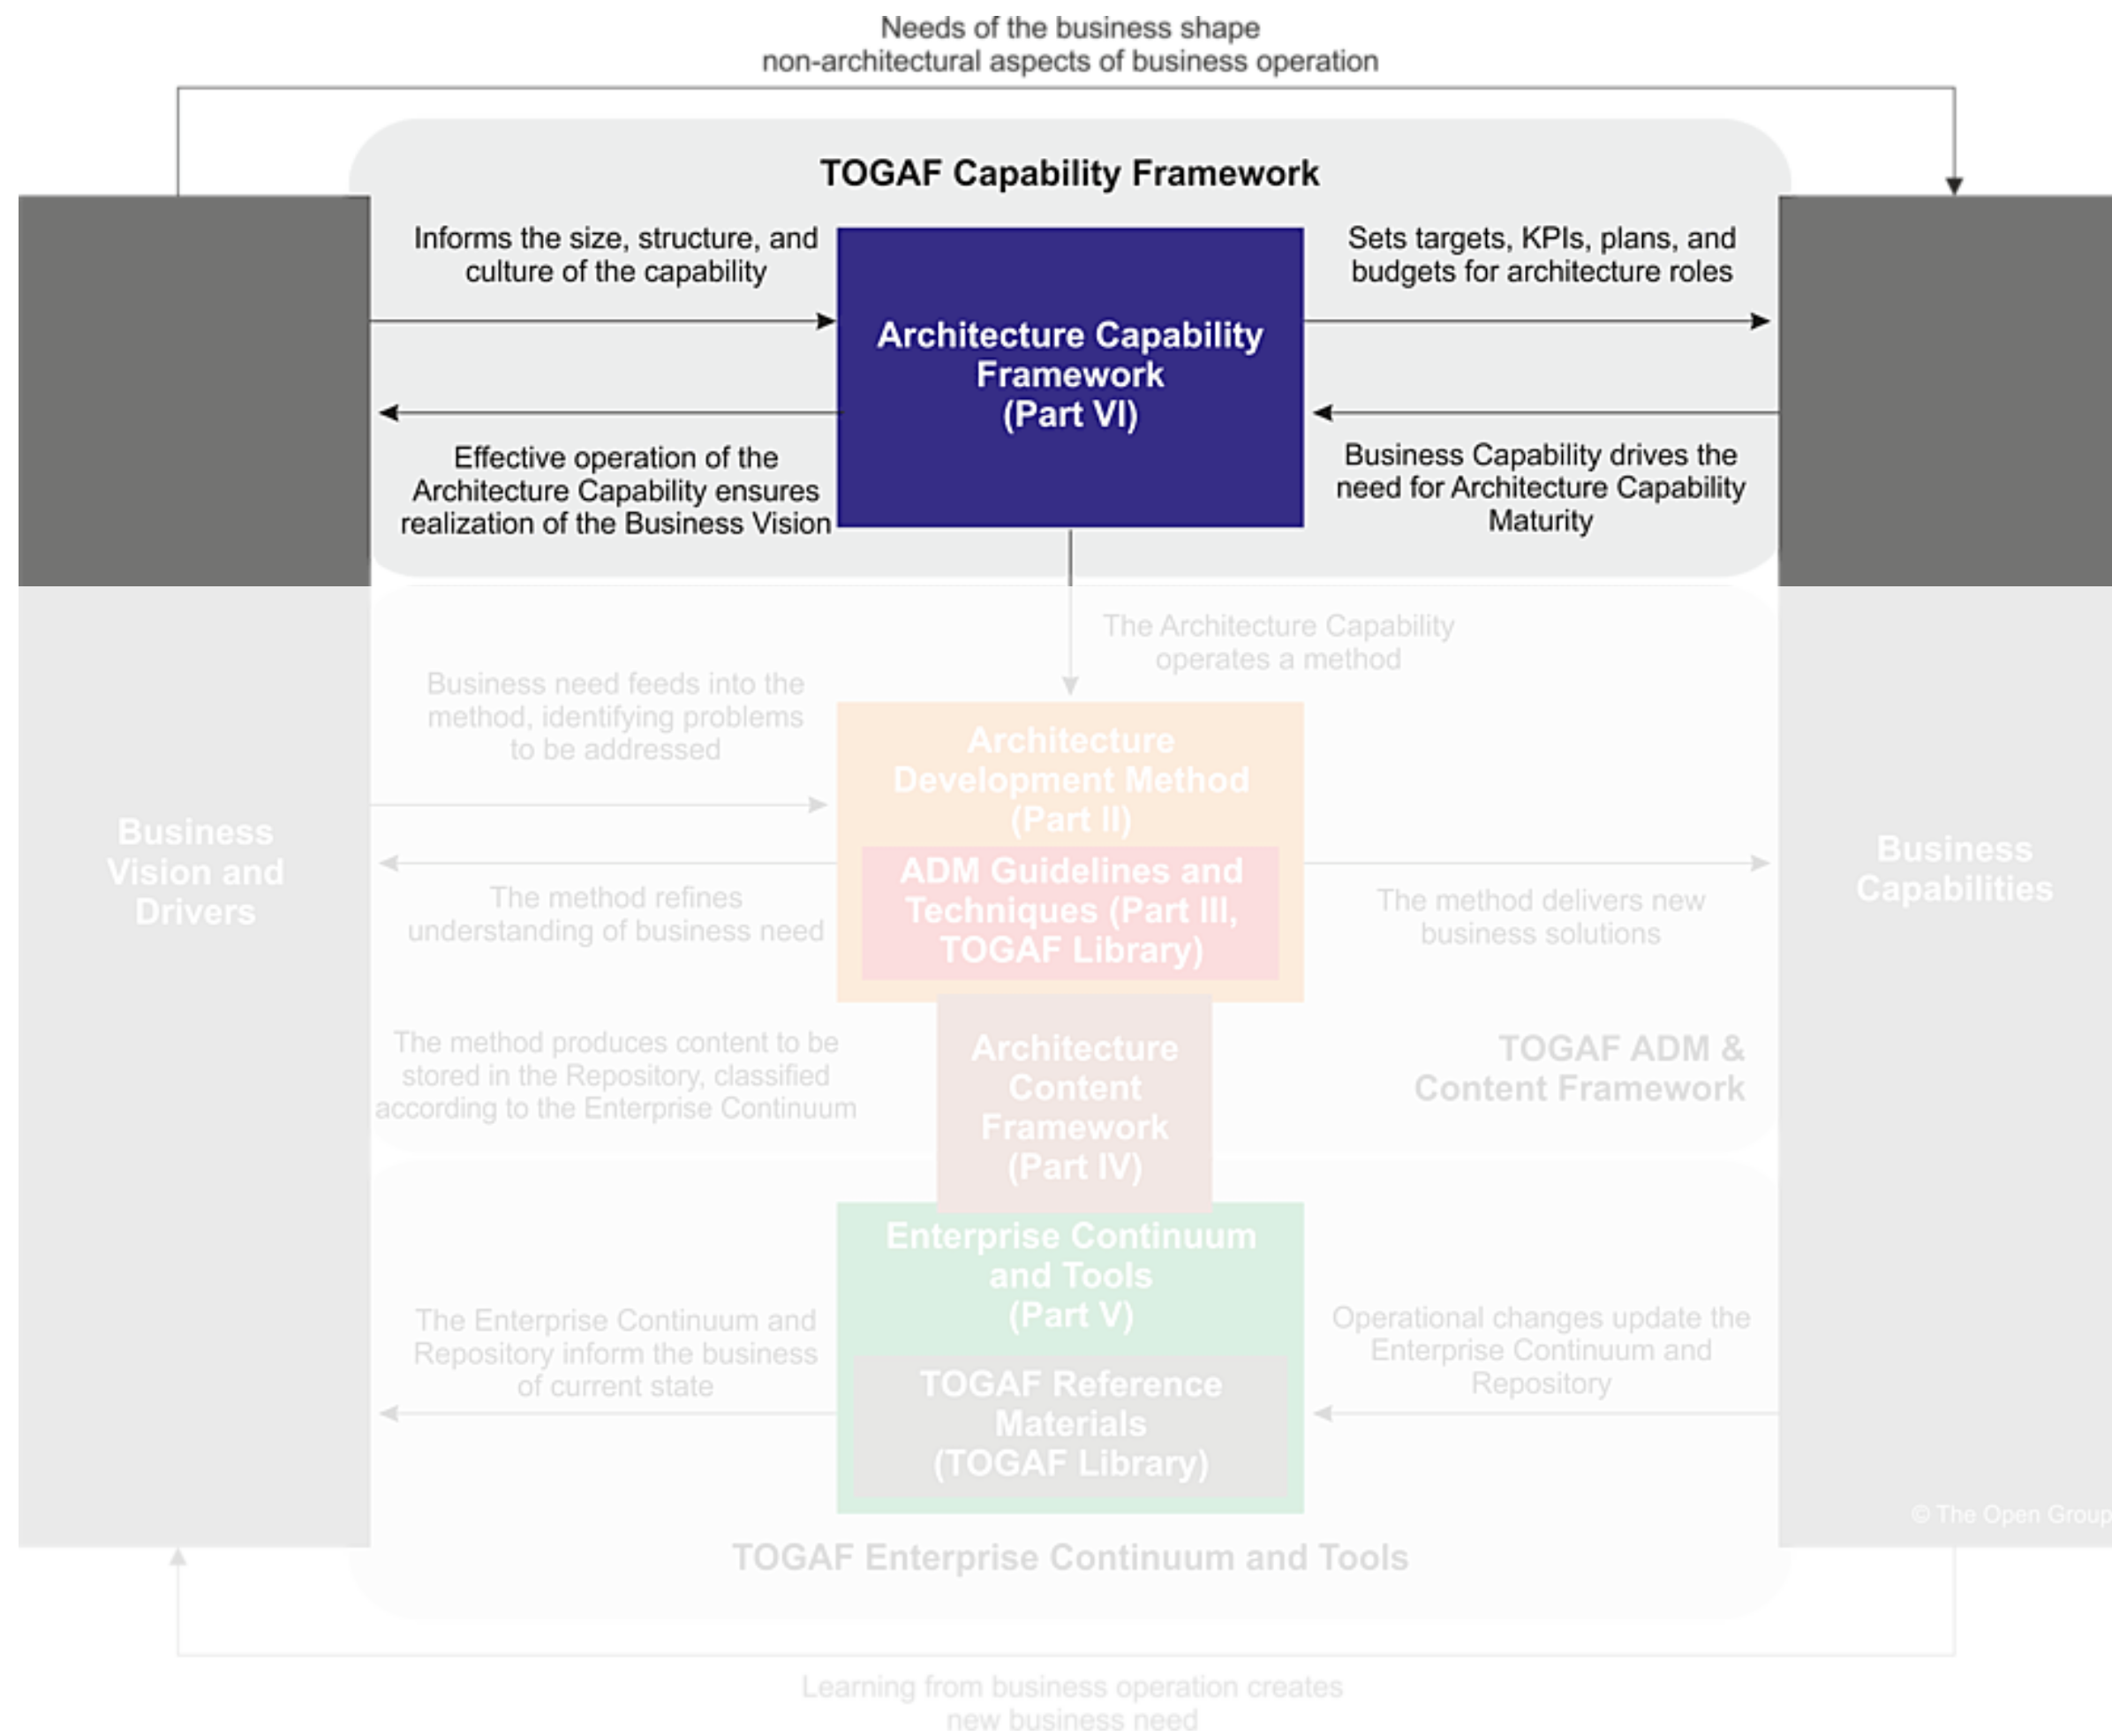 Needs of the business shape
non-architectural aspects of business operation
TOGAF Capability Framework
Informs the size, structure, and
culture of the capability
Sets targets, KPIs, plans, and
budgets for architecture roles
Architecture Capability
Framework
(Part VI)
Effective operation of the
Architecture Capability ensures
realization of the Business Vision
Business Capability drives the
need for Architecture Capability
Maturity
The Architecture Capability
operates a method
Business need feeds into the
method, identifying problems
to be addressed
Architecture
Development Method
(Part II)
ADM Guidelines and
Techniques (Part III,
TOGAF Library)
Business
Vision and
Drivers
Business
Capabilities
The method refines
understanding of business need
The method delivers new
business solutions
The method produces content to be
stored in the Repository, classified
according to the Enterprise Continuum
Architecture
Content
Framework
(Part IV)
TOGAF ADM &
Content Framework
Enterprise Continuum
and Tools
(Part V)
The Enterprise Continuum and
Repository inform the business
of current state
Operational changes update the
Enterprise Continuum and
Repository
TOGAF Reference
Materials
(TOGAF Library)
© The Open Group
TOGAF Enterprise Continuum and Tools
Learning from business operation creates
new business need